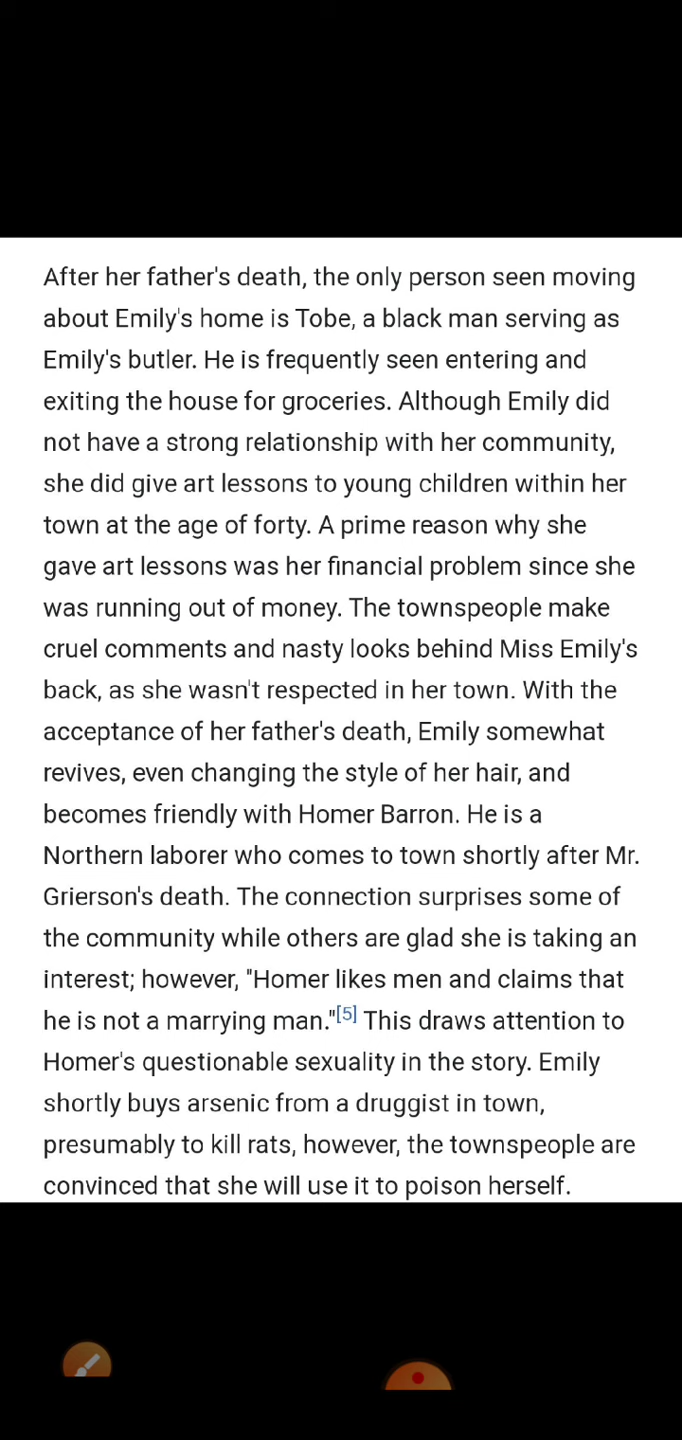 After her father's death, the only person seen moving
about Emily's home is Tobe, a black man serving as
Emily's butler. He is frequently seen entering and
exiting the house for groceries. Although Emily did
not have a strong relationship with her community,
she did give art lessons to young children within her
town at the age of forty. A prime reason why she
gave art lessons was her financial problem since she
was running out of money. The townspeople make
cruel comments and nasty looks behind Miss Emily's
back, as she wasn't respected in her town. With the
acceptance of her father's death, Emily somewhat
revives, even changing the style of her hair, and
becomes friendly with Homer Barron. He is a
Northern laborer who comes to town shortly after Mr.
Grierson's death. The connection surprises some of
the community while others are glad she is taking an
interest; however, "Homer likes men and claims that
he is not a marrying man."[5] This draws attention to
Homer's questionable sexuality in the story. Emily
shortly buys arsenic from a druggist in town,
presumably to kill rats, however, the townspeople are
convinced that she will use it to poison herself.